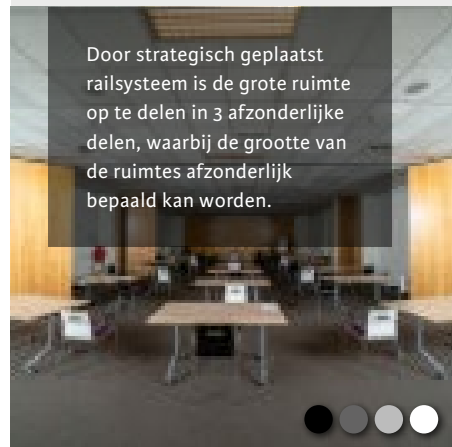 Door strategisch geplaatst
railsysteem is de grote ruimte
op te delen in 3 afzonderlijke
delen, waarbij de grootte van
de ruimtes afzonderlijk
bepaald kan worden.